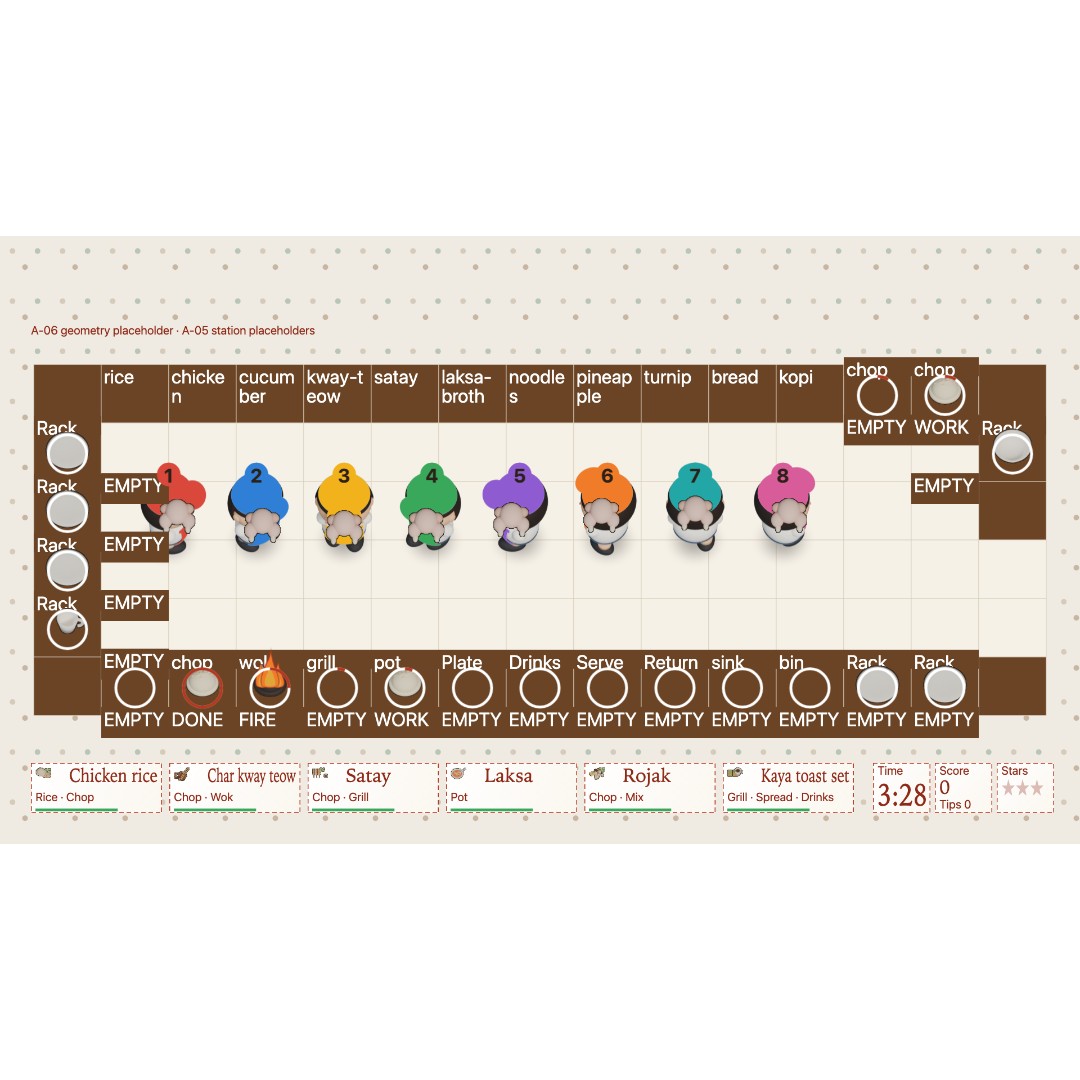 A-06 geometry placeholder · A-05 station placeholders
rice
chicke
n
cucum
ber
kway-t
eow
satay
laksa-
broth
noodle
s
pineap
ple
turnip
bread
kopi
chop
EMPTY
chop
WORK
Rack
Rack
Rack
Rack
Rack
EMPTY
EMPTY
EMPTY
EMPTY
1
2
3
4
5
6
7
8
EMPTY
EMPTY
chop
DONE
wok
FIRE
grill
EMPTY
pot
WORK
Plate
EMPTY
Drinks
EMPTY
Serve
EMPTY
Return
EMPTY
sink
EMPTY
bin
EMPTY
Rack
EMPTY
Rack
EMPTY
Chicken rice
Rice · Chop
Char kway teow
Chop · Wok
Satay
Chop · Grill
Laksa
Pot
Rojak
Chop · Mix
Kaya toast set
Grill · Spread · Drinks
Time
3:28
Score
0
Tips 0
Stars